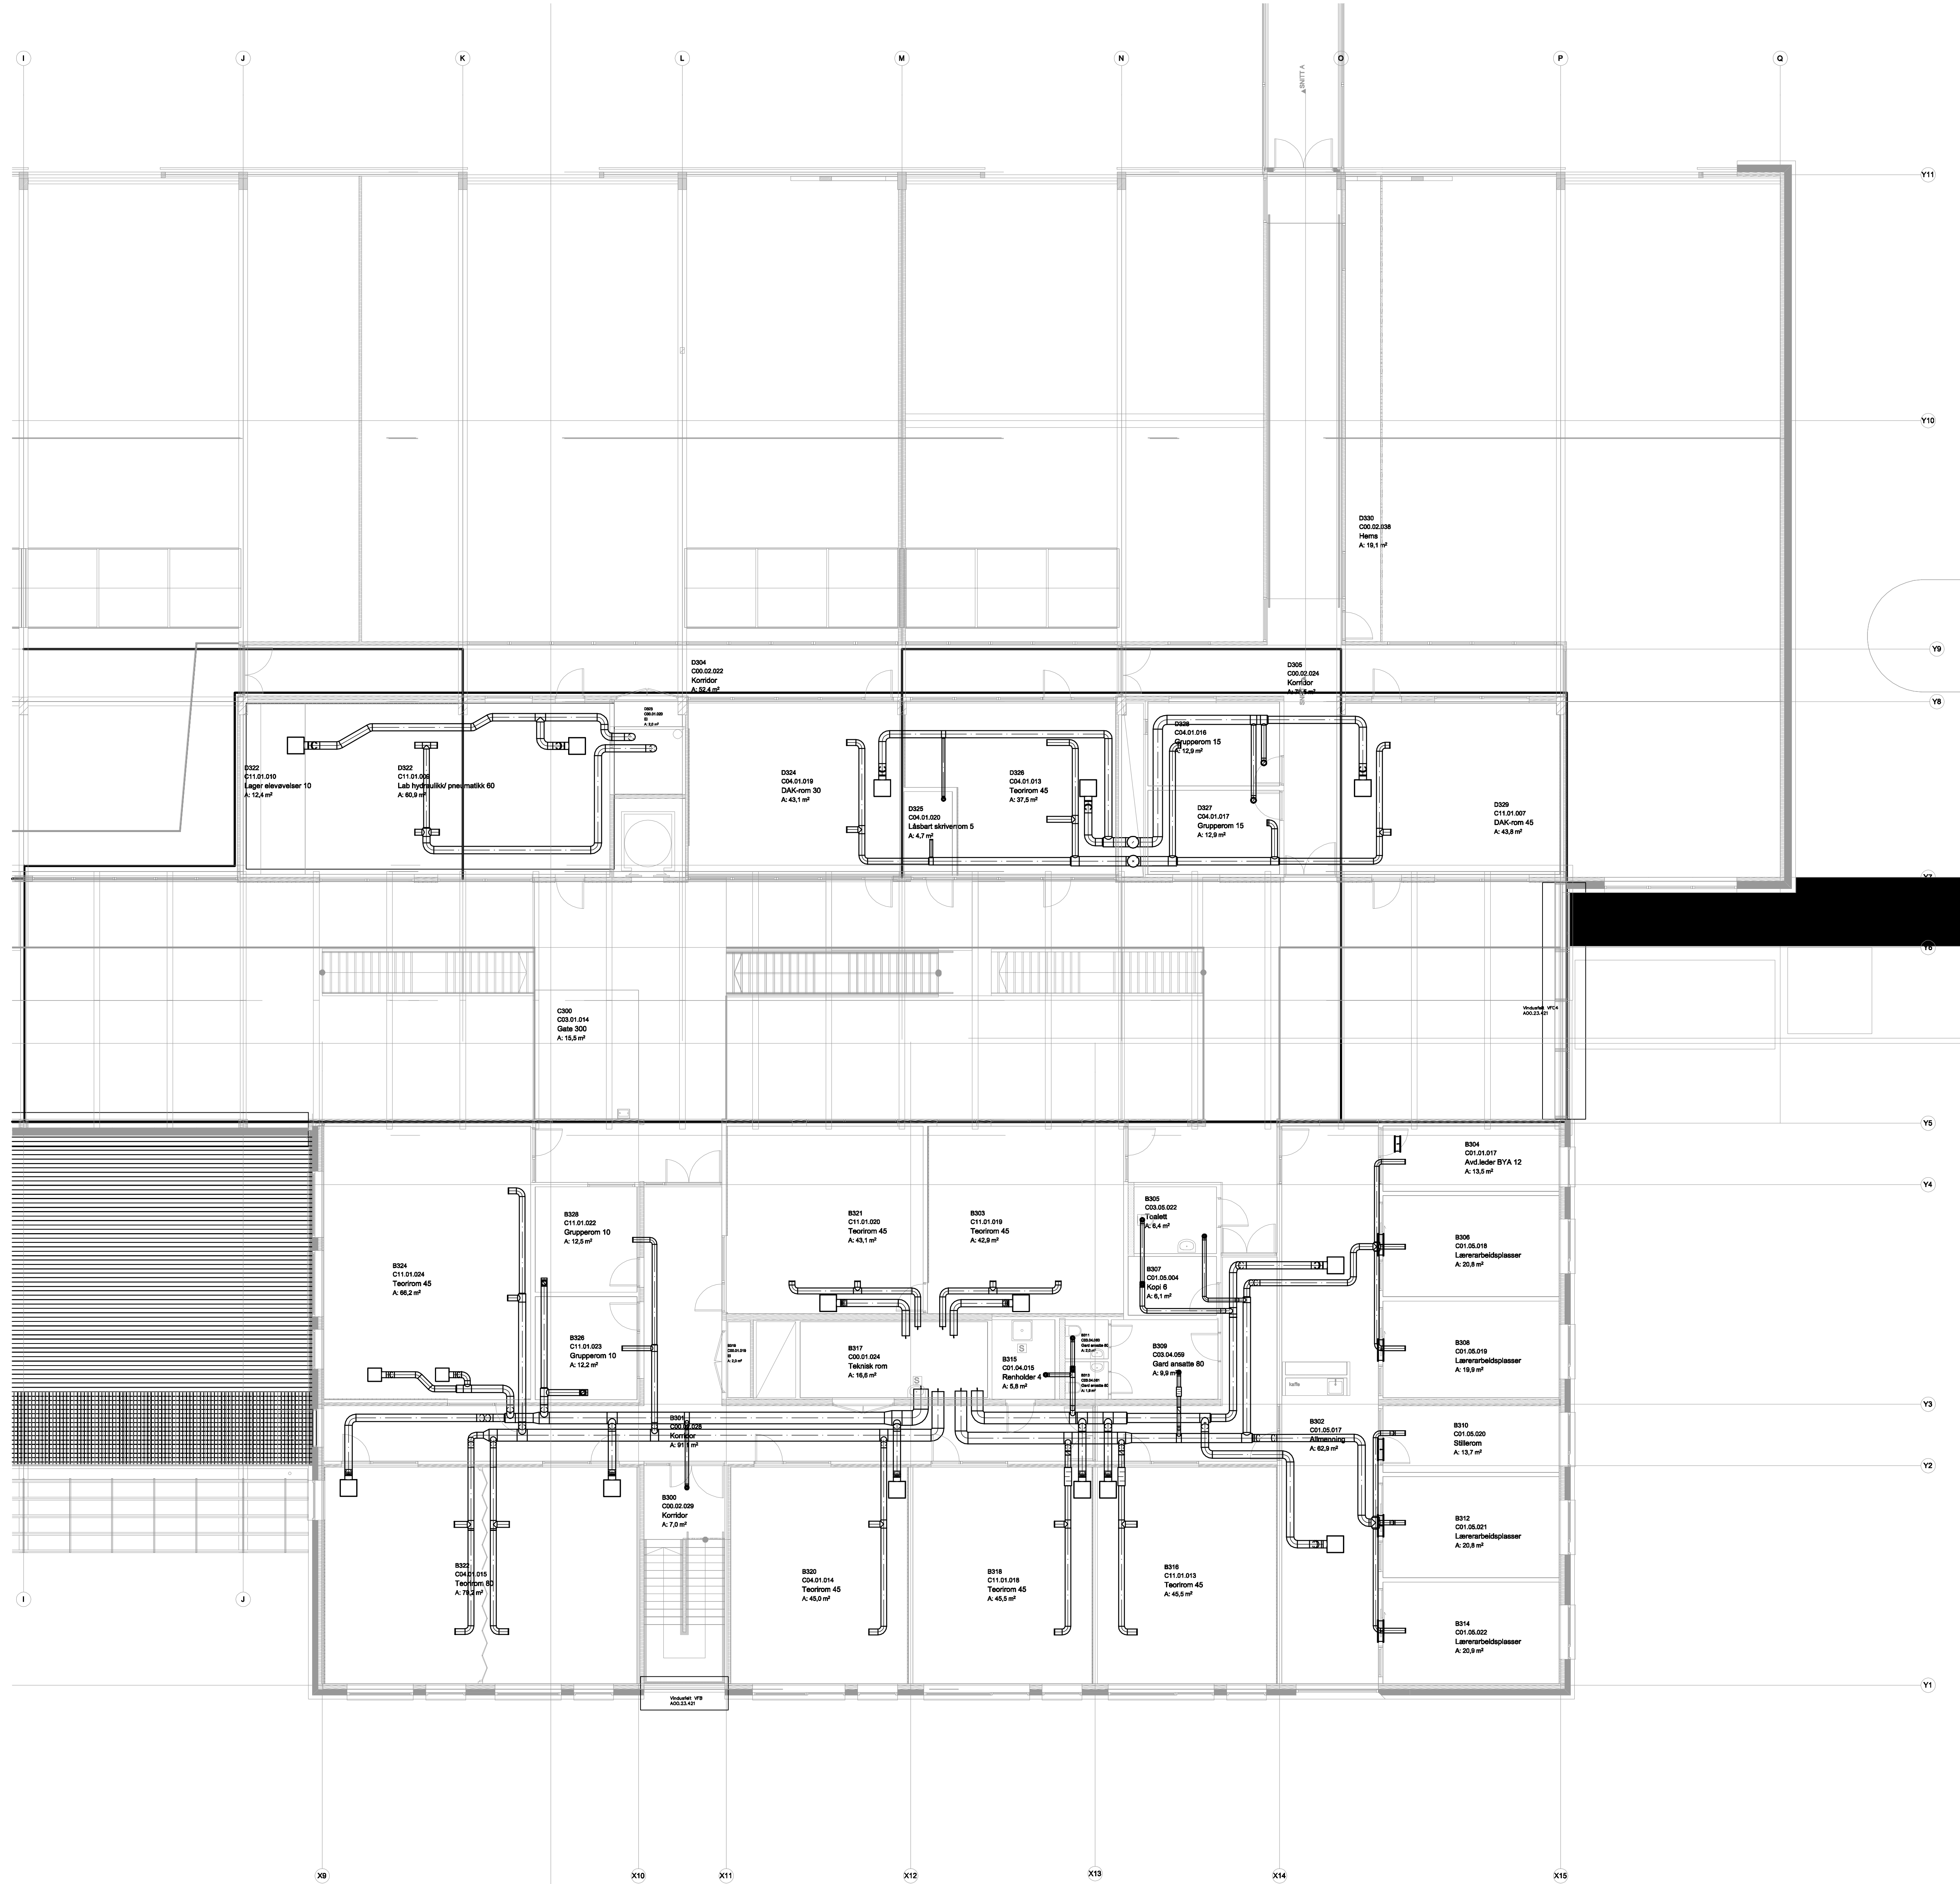 I
J
K
L
M
N
O
P
Q
SNITT A
Y11
Y10
D330
C00.02.038
Hems
A: 19,1 m²
Y9
D304
C00.02.022
Korridor
A: 52,4 m²
D305
C00.02.024
Korridor
Y8
D322
C11.01.010
Lager elevøvelser 10
A: 12,4 m²
D322
C11.01.009
Lab hydraulikk/ pneumatikk 60
A: 60,9 m²
D324
C04.01.019
DAK-rom 30
A: 43,1 m²
D325
C04.01.020
Låsbart skriverrom 5
A: 4,7 m²
D326
C04.01.013
Teorirom 45
A: 37,5 m²
D328
C04.01.016
Grupperom 15
A: 12,9 m²
D327
C04.01.017
Grupperom 15
A: 12,9 m²
D329
C11.01.007
DAK-rom 45
A: 43,8 m²
Y7
Y6
C300
C03.01.014
Gate 300
A: 15,5 m²
Vindusfelt VFC4
AOO.23.421
Y5
B304
C01.01.017
Avd.leder BYA 12
A: 13,5 m²
Y4
B328
C11.01.022
Grupperom 10
A: 12,5 m²
B321
C11.01.020
Teorirom 45
A: 43,1 m²
B303
C11.01.019
Teorirom 45
A: 42,9 m²
B305
C03.05.022
Toalett
A: 6,4 m²
B306
C01.05.018
Lærerarbeidsplasser
A: 20,8 m²
B324
C11.01.024
Teorirom 45
A: 66,2 m²
B307
C01.05.004
Kopi 6
A: 6,1 m²
B326
C11.01.023
Grupperom 10
A: 12,2 m²
B317
C00.01.024
Teknisk rom
A: 16,6 m²
S
S
B315
C01.04.015
Renholder 4
A: 5,8 m²
B309
C03.04.059
Gard ansatte 80
A: 9,9 m²
B308
C01.05.019
Lærerarbeidsplasser
A: 19,9 m²
kaffe
Y3
B301
Korridor
A: 91,1 m²
B302
C01.05.017
Allmenning
A: 62,9 m²
B310
C01.05.020
Stillerom
A: 13,7 m²
Y2
B300
C00.02.029
Korridor
A: 7,0 m²
B312
C01.05.021
Lærerarbeidsplasser
A: 20,8 m²
B322
C04.01.015
Teorirom 80
B320
C04.01.014
Teorirom 45
A: 45,0 m²
B318
C11.01.018
Teorirom 45
A: 45,5 m²
B316
C11.01.013
Teorirom 45
A: 45,5 m²
B314
C01.05.022
Lærerarbeidsplasser
A: 20,9 m²
I
J
Y1
Vindusfelt VFB
AOO.23.421
X9
X10
X11
X12
X13
X14
X15